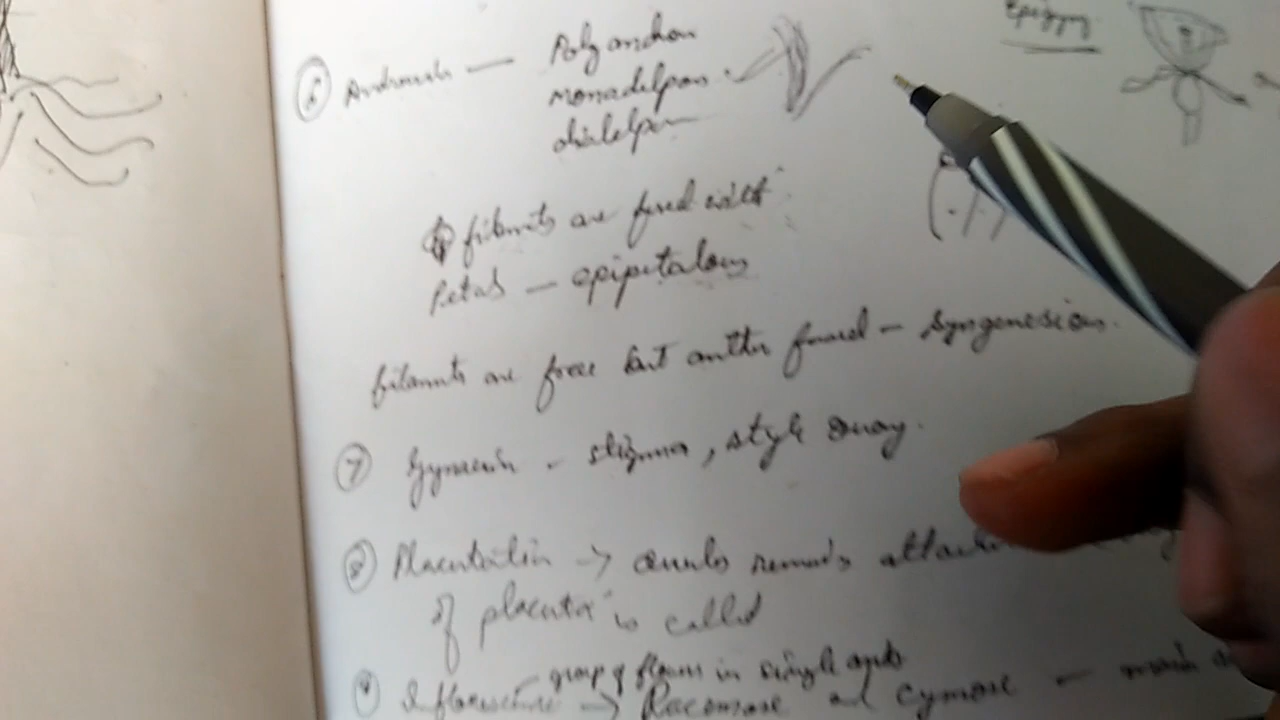 Epigyny
⑥ Androecium — Polyandrous
monadelphous
diadelphous
If filaments are fused with
Petals — epipetalous
filaments are free but anther fused — syngenesious.
⑦ Gynoecium - stigma, style ovary.
⑧ Placentation → ovules remains
of placenta is called
group of flowers in single
⑨ Inflorescence → Racemose and cymose —